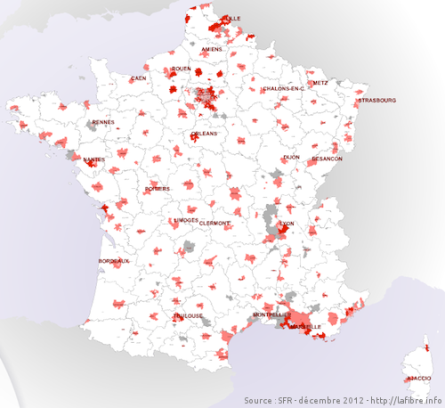 LILLE
AMIENS
ROUEN
CAEN
METZ
CHALONS-EN-C.
STRASBOURG
RENNES
ORLEANS
NANTES
DIJON
BESANCON
POITIERS
LIMOGES
CLERMONT
LYON
BORDEAUX
TOULOUSE
MONTPELLIER
MARSEILLE
AJACCIO
Source : SFR - décembre 2012 - http://lafibre.info